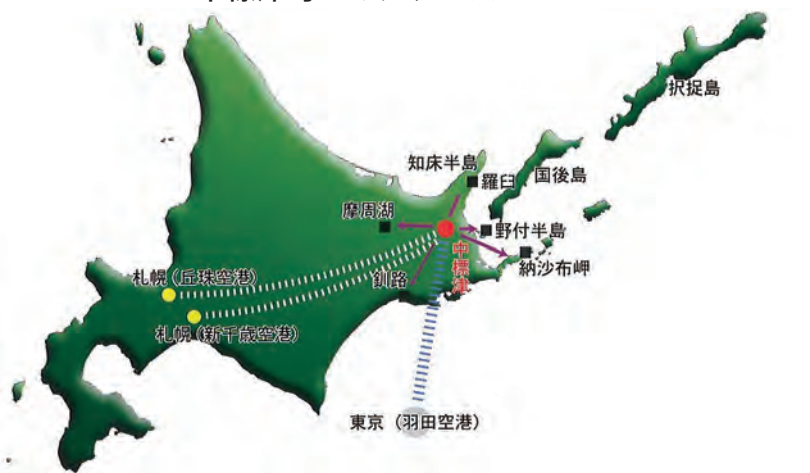 択捉島
知床半島
羅臼
国後島
摩周湖
野付半島
中標津
納沙布岬
釧路
札幌（丘珠空港）
札幌（新千歳空港）
東京（羽田空港）